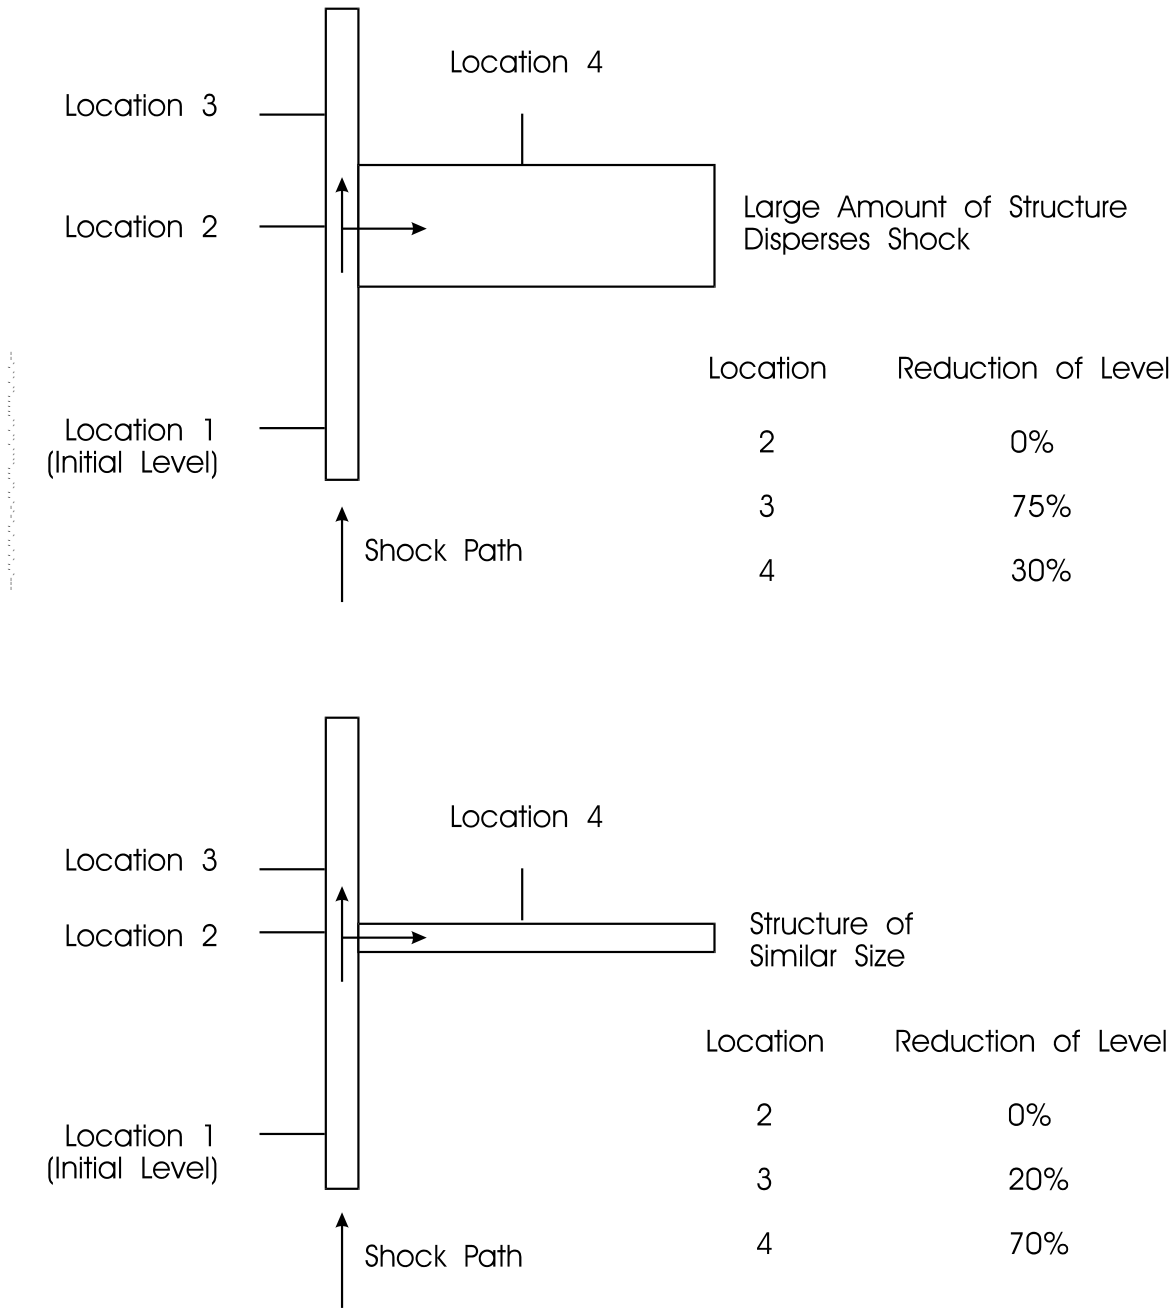 Location 4
Location 3
Location 2
Large Amount of Structure
Disperses Shock
Location Reduction of Level
Location 1
(Initial Level)
2 0%
3 75%
Shock Path
4 30%
Location 4
Location 3
Location 2
Structure of
Similar Size
Location Reduction of Level
Location 1
(Initial Level)
2 0%
3 20%
4 70%
Shock Path